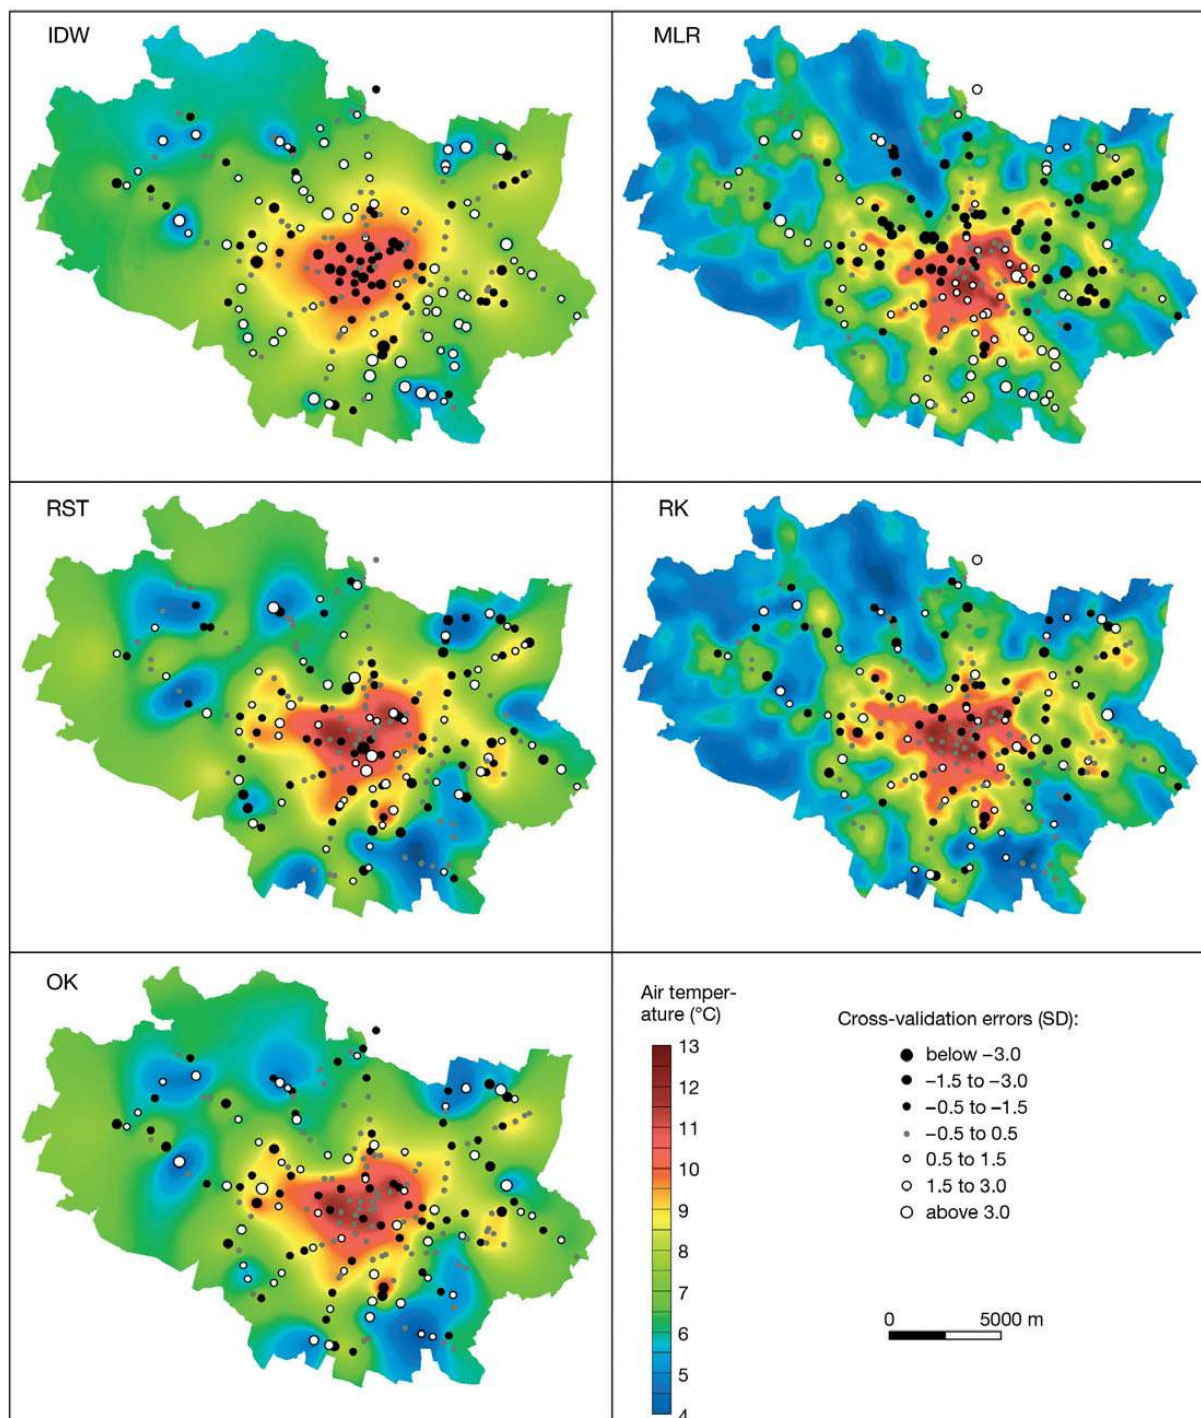 IDW
MLR
RST
RK
OK
Air temper-
ature (°C)
13
12
11
10
9
8
7
6
5
4
Cross-validation errors (SD):
below −3.0
−1.5 to −3.0
−0.5 to −1.5
−0.5 to 0.5
0.5 to 1.5
1.5 to 3.0
above 3.0
0 5000 m